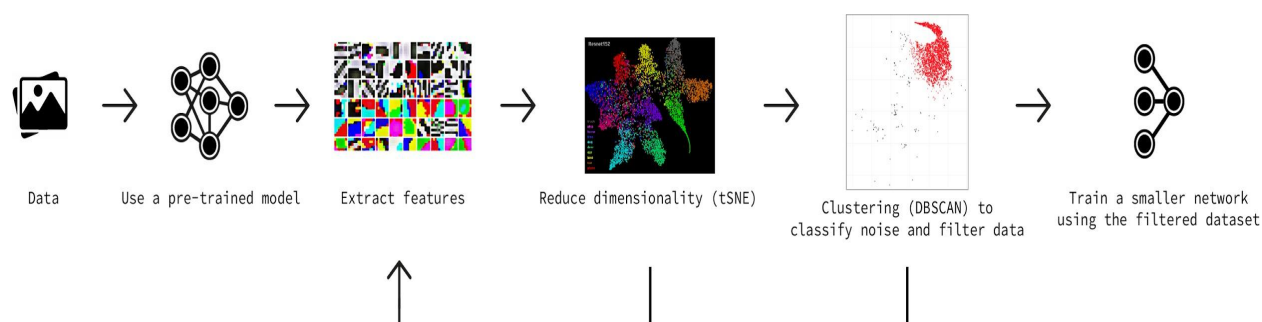 Resnet152
Data
Use a pre-trained model
Extract features
Reduce dimensionality (tSNE)
Clustering (DBSCAN) to
classify noise and filter data
Train a smaller network
using the filtered dataset